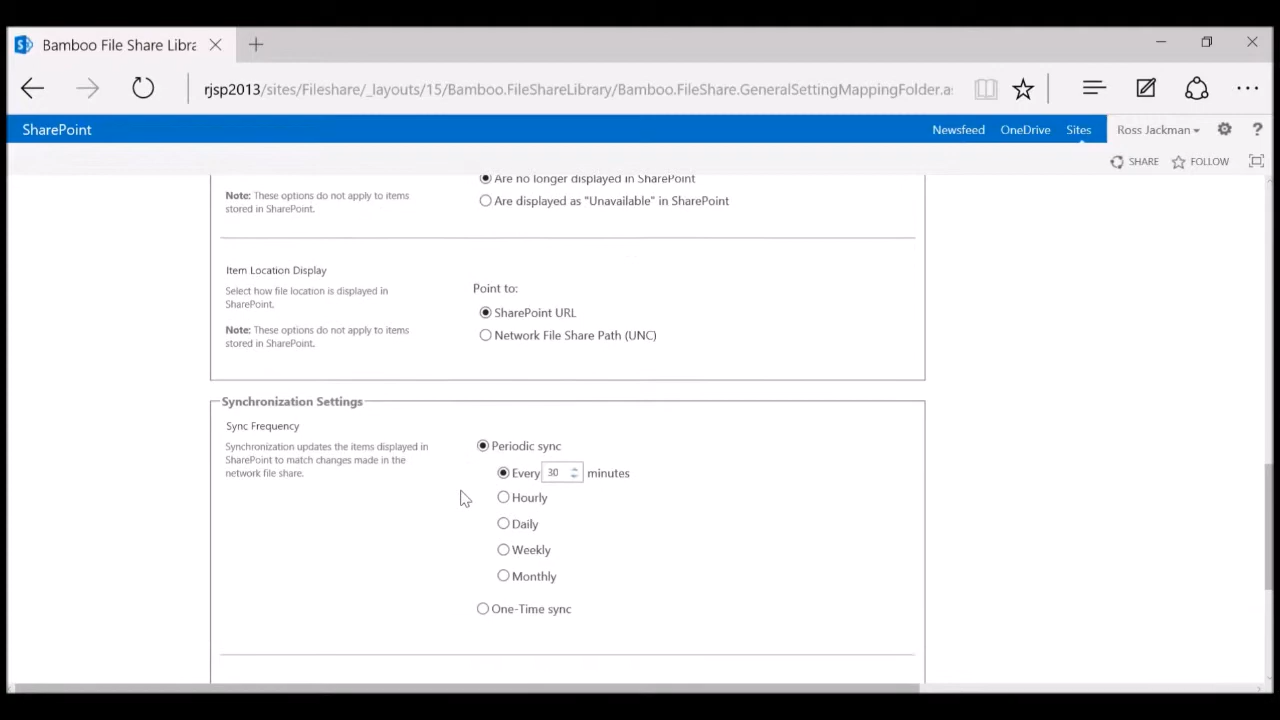 Bamboo File Share Libra
rjsp2013/sites/Fileshare/_layouts/15/Bamboo.FileShareLibrary/Bamboo.FileShare.GeneralSettingMappingFolder.as
SharePoint
Newsfeed OneDrive Sites Ross Jackman ?
SHARE FOLLOW
Are no longer displayed in SharePoint
Note: These options do not apply to items
stored in SharePoint.
Are displayed as "Unavailable" in SharePoint
Item Location Display
Select how file location is displayed in
SharePoint.
Note: These options do not apply to items
stored in SharePoint.
Point to:
SharePoint URL
Network File Share Path (UNC)
Synchronization Settings
Sync Frequency
Synchronization updates the items displayed in
SharePoint to match changes made in the
network file share.
Periodic sync
Every 30 minutes
Hourly
Daily
Weekly
Monthly
One-Time sync